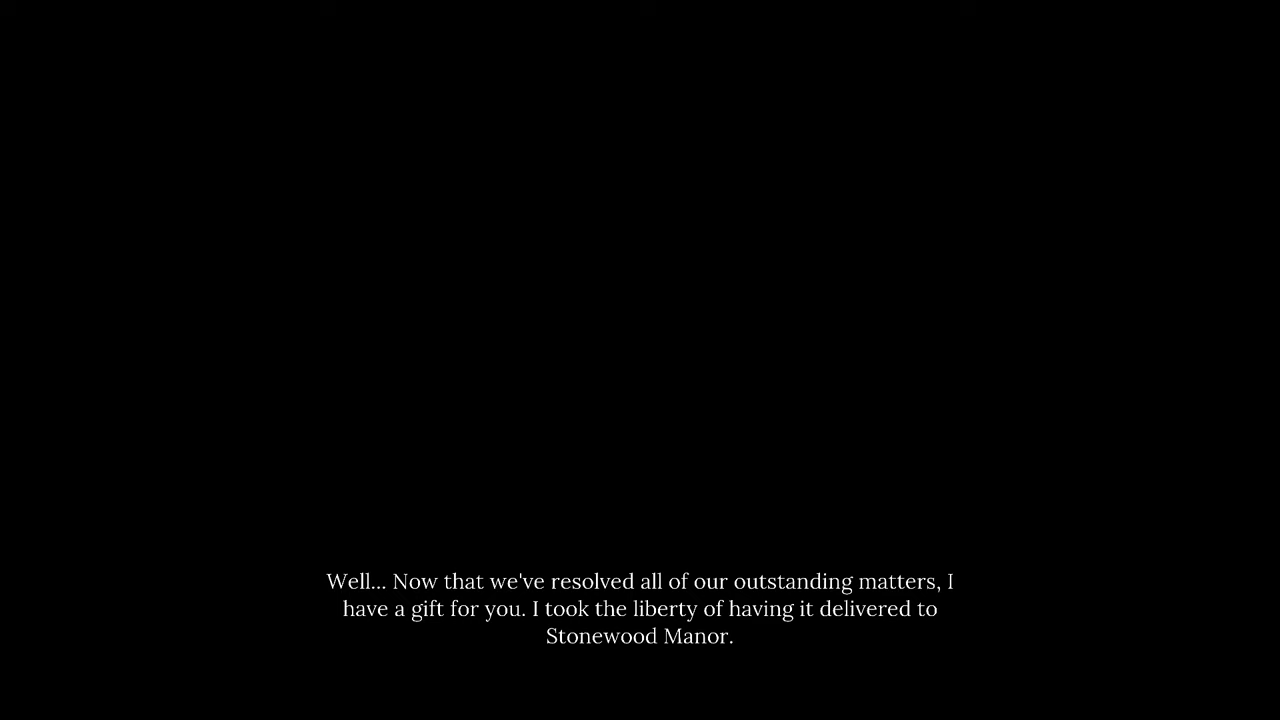 Well... Now that we've resolved all of our outstanding matters, I
have a gift for you. I took the liberty of having it delivered to
Stonewood Manor.